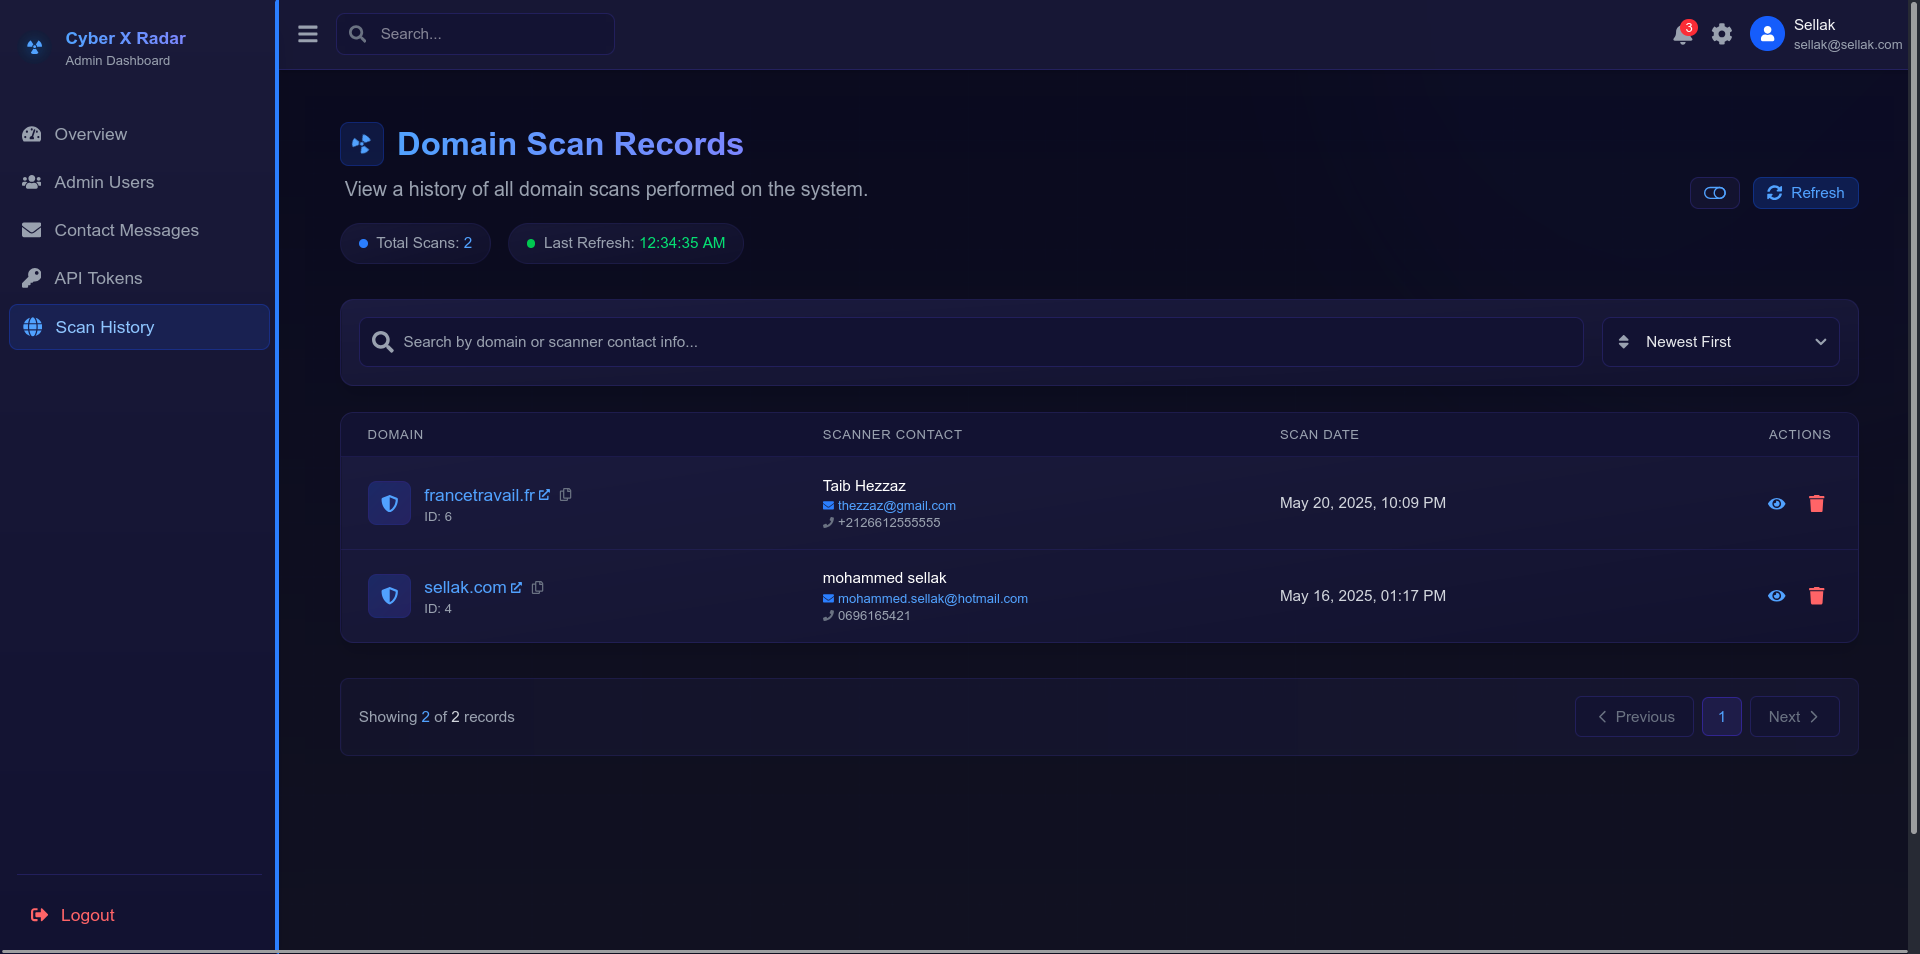 Cyber X Radar
Admin Dashboard
Overview
Admin Users
Contact Messages
API Tokens
Scan History
Logout
Search...
3
Sellak
sellak@sellak.com
Domain Scan Records
View a history of all domain scans performed on the system.
Refresh
Total Scans: 2
Last Refresh: 12:34:35 AM
Search by domain or scanner contact info...
Newest First
DOMAIN SCANNER CONTACT SCAN DATE ACTIONS
francetravail.fr
ID: 6
Taib Hezzaz
thezzaz@gmail.com
+2126612555555
May 20, 2025, 10:09 PM
sellak.com
ID: 4
mohammed sellak
mohammed.sellak@hotmail.com
0696165421
May 16, 2025, 01:17 PM
Showing 2 of 2 records
Previous 1 Next